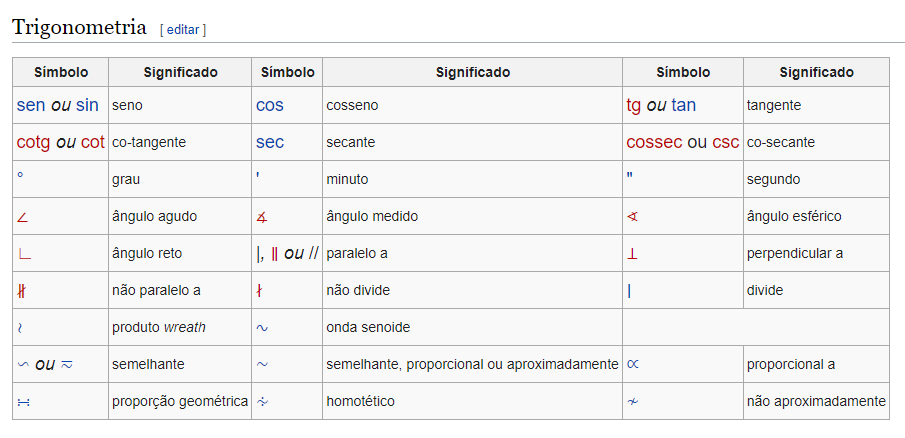 Trigonometria [ editar ]
Símbolo Significado Símbolo Significado Símbolo Significado
sen ou sin seno cos cosseno tg ou tan tangente
cotg ou cot co-tangente sec secante cossec ou csc co-secante
° grau ' minuto " segundo
∠ ângulo agudo ∡ ângulo medido ∢ ângulo esférico
∟ ângulo reto |, ∥ ou // paralelo a ⊥ perpendicular a
∦ não paralelo a ∤ não divide ∣ divide
≀ produto wreath ∿ onda senoide
∽ ou ≂ semelhante ∼ semelhante, proporcional ou aproximadamente ∝ proporcional a
∺ proporção geométrica ∻ homotético ≁ não aproximadamente